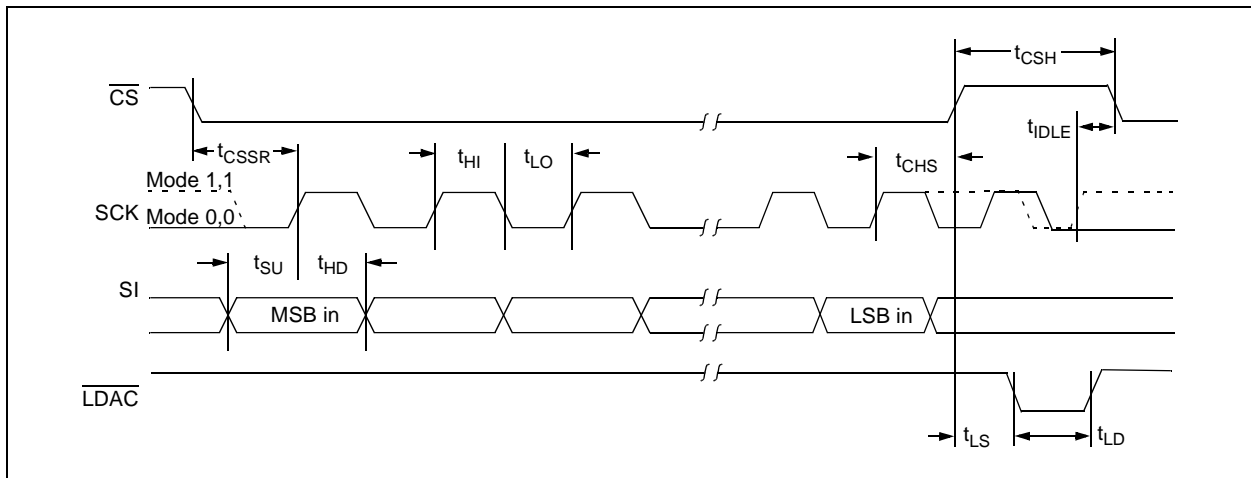 tCSH
CS
tIDLE
tCSSR
tHI
tLO
tCHS
Mode 1,1
SCK
Mode 0,0
tSU
tHD
SI
MSB in
LSB in
LDAC
tLS
tLD